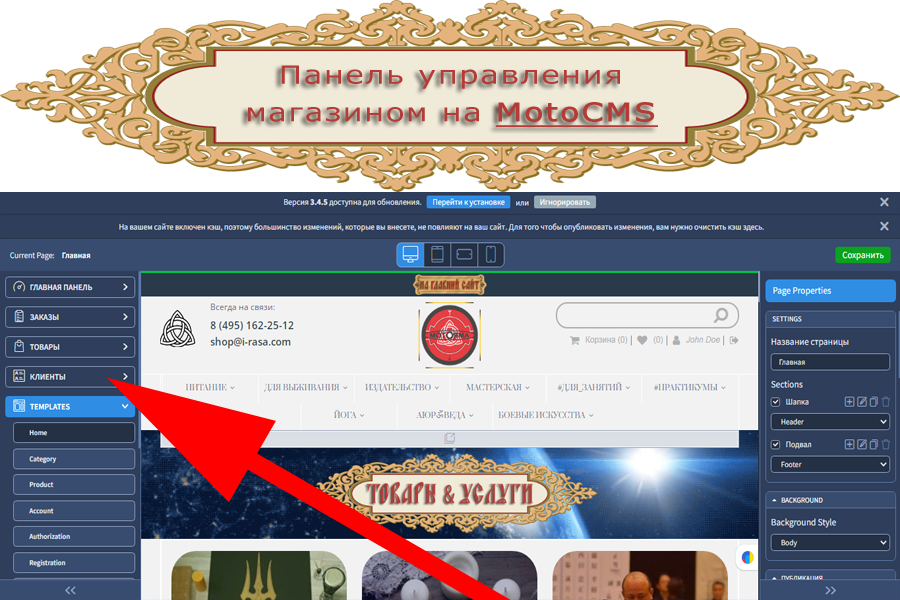 Панель управления
магазином на MotoCMS
Версия 3.4.5 доступна для обновления. Перейти к установке или Игнорировать
На вашем сайте включен кэш, поэтому большинство изменений, которые вы внесете, не повлияют на ваш сайт. Для того чтобы опубликовать изменения, вам нужно очистить кэш здесь.
Current Page: Главная
Сохранить
ГЛАВНАЯ ПАНЕЛЬ
ЗАКАЗЫ
ТОВАРЫ
КЛИЕНТЫ
TEMPLATES
Home
Category
Product
Account
Authorization
Registration
НА ГЛАВНЫЙ САЙТ
Всегда на связи:
8 (495) 162-25-12
shop@i-rasa.com
Корзина (0)
(0)
John Doe
ПИТАНИЕ
ДЛЯ ВЫЖИВАНИЯ
ИЗДАТЕЛЬСТВО
МАСТЕРСКАЯ
#ДЛЯ_ЗАНЯТИЙ
#ПРАКТИКУМЫ
ЙОГА
БОЕВЫЕ ИСКУССТВА
ТОВАРЫ & УСЛУГИ
Page Properties
SETTINGS
Название страницы
Главная
Sections
Шапка
Header
Подвал
Footer
BACKGROUND
Background Style
Body
ПУБЛИКАЦИЯ